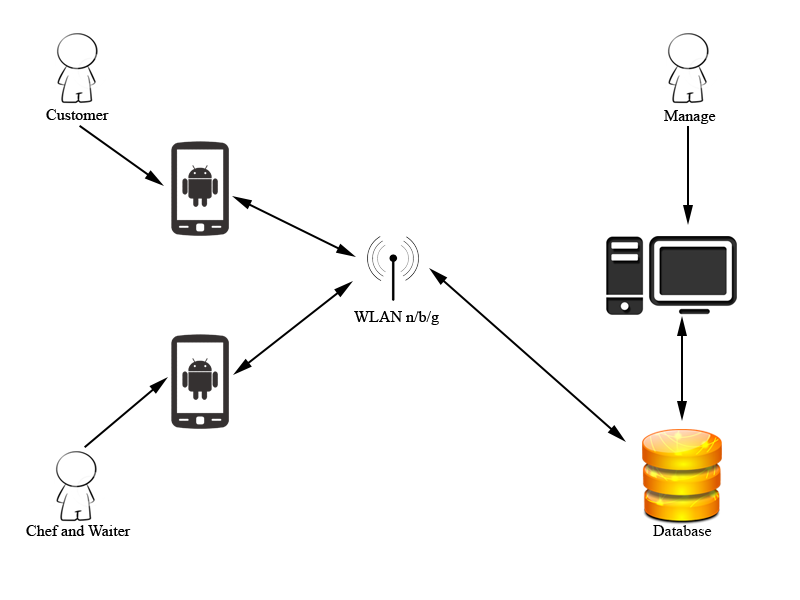 Customer
Manage
WLAN n/b/g
Chef and Waiter
Database